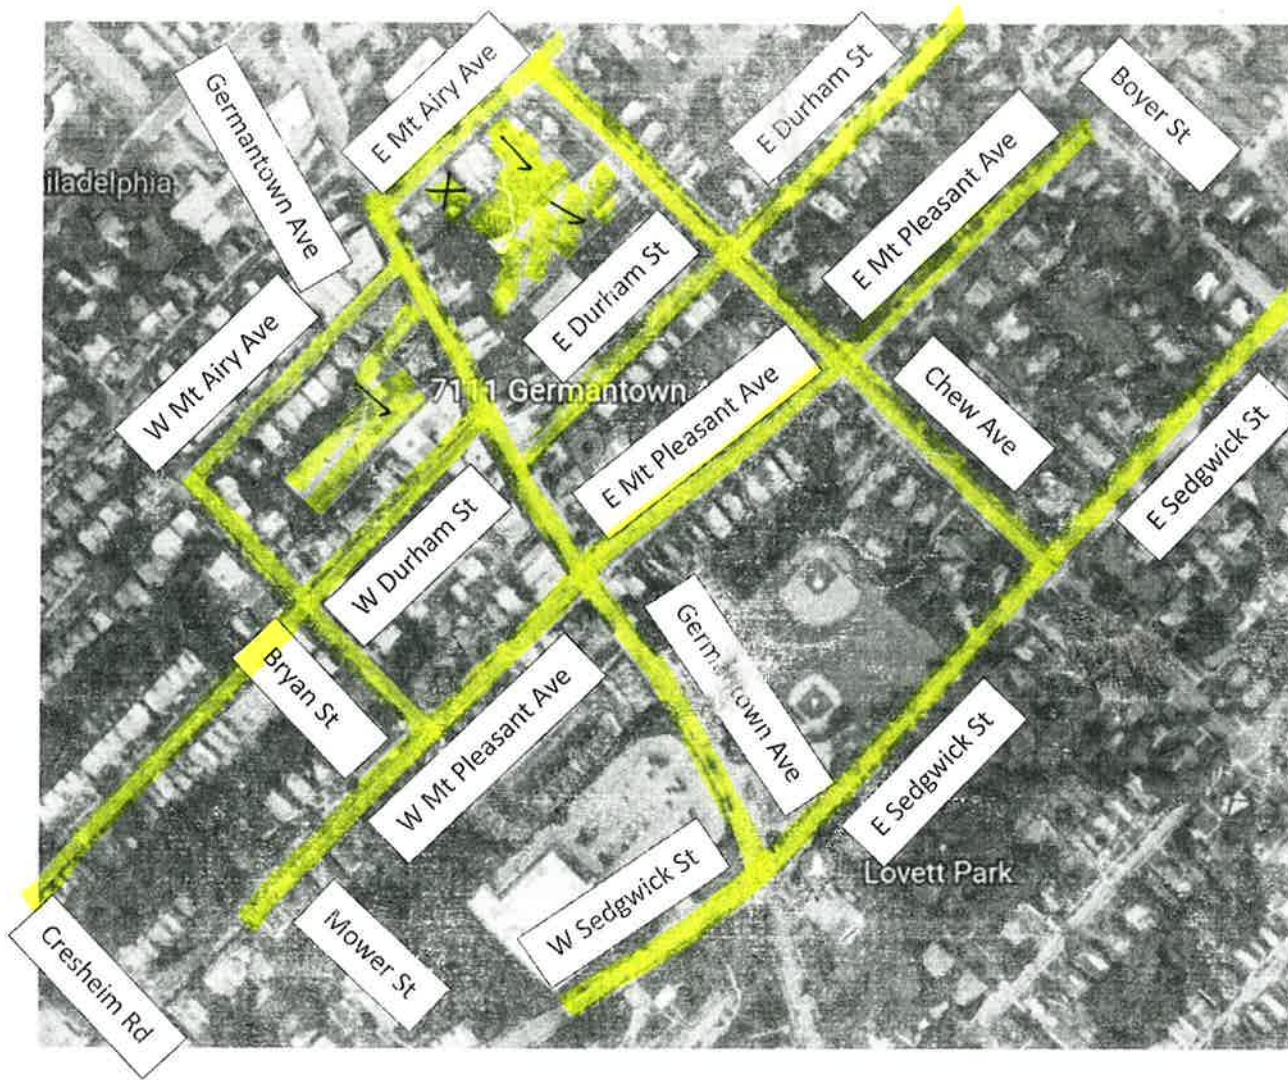 E Mt Airy Ave
E Durham St
Boyer St
Germantown Ave
iladelphia
E Mt Pleasant Ave
E Durham St
W Mt Airy Ave
7111 Germantown
E Mt Pleasant Ave
Chew Ave
E Sedgwick St
W Durham St
Bryan St
Germantown Ave
W Mt Pleasant Ave
E Sedgwick St
W Sedgwick St
Lovett Park
Mower St
Cresheim Rd